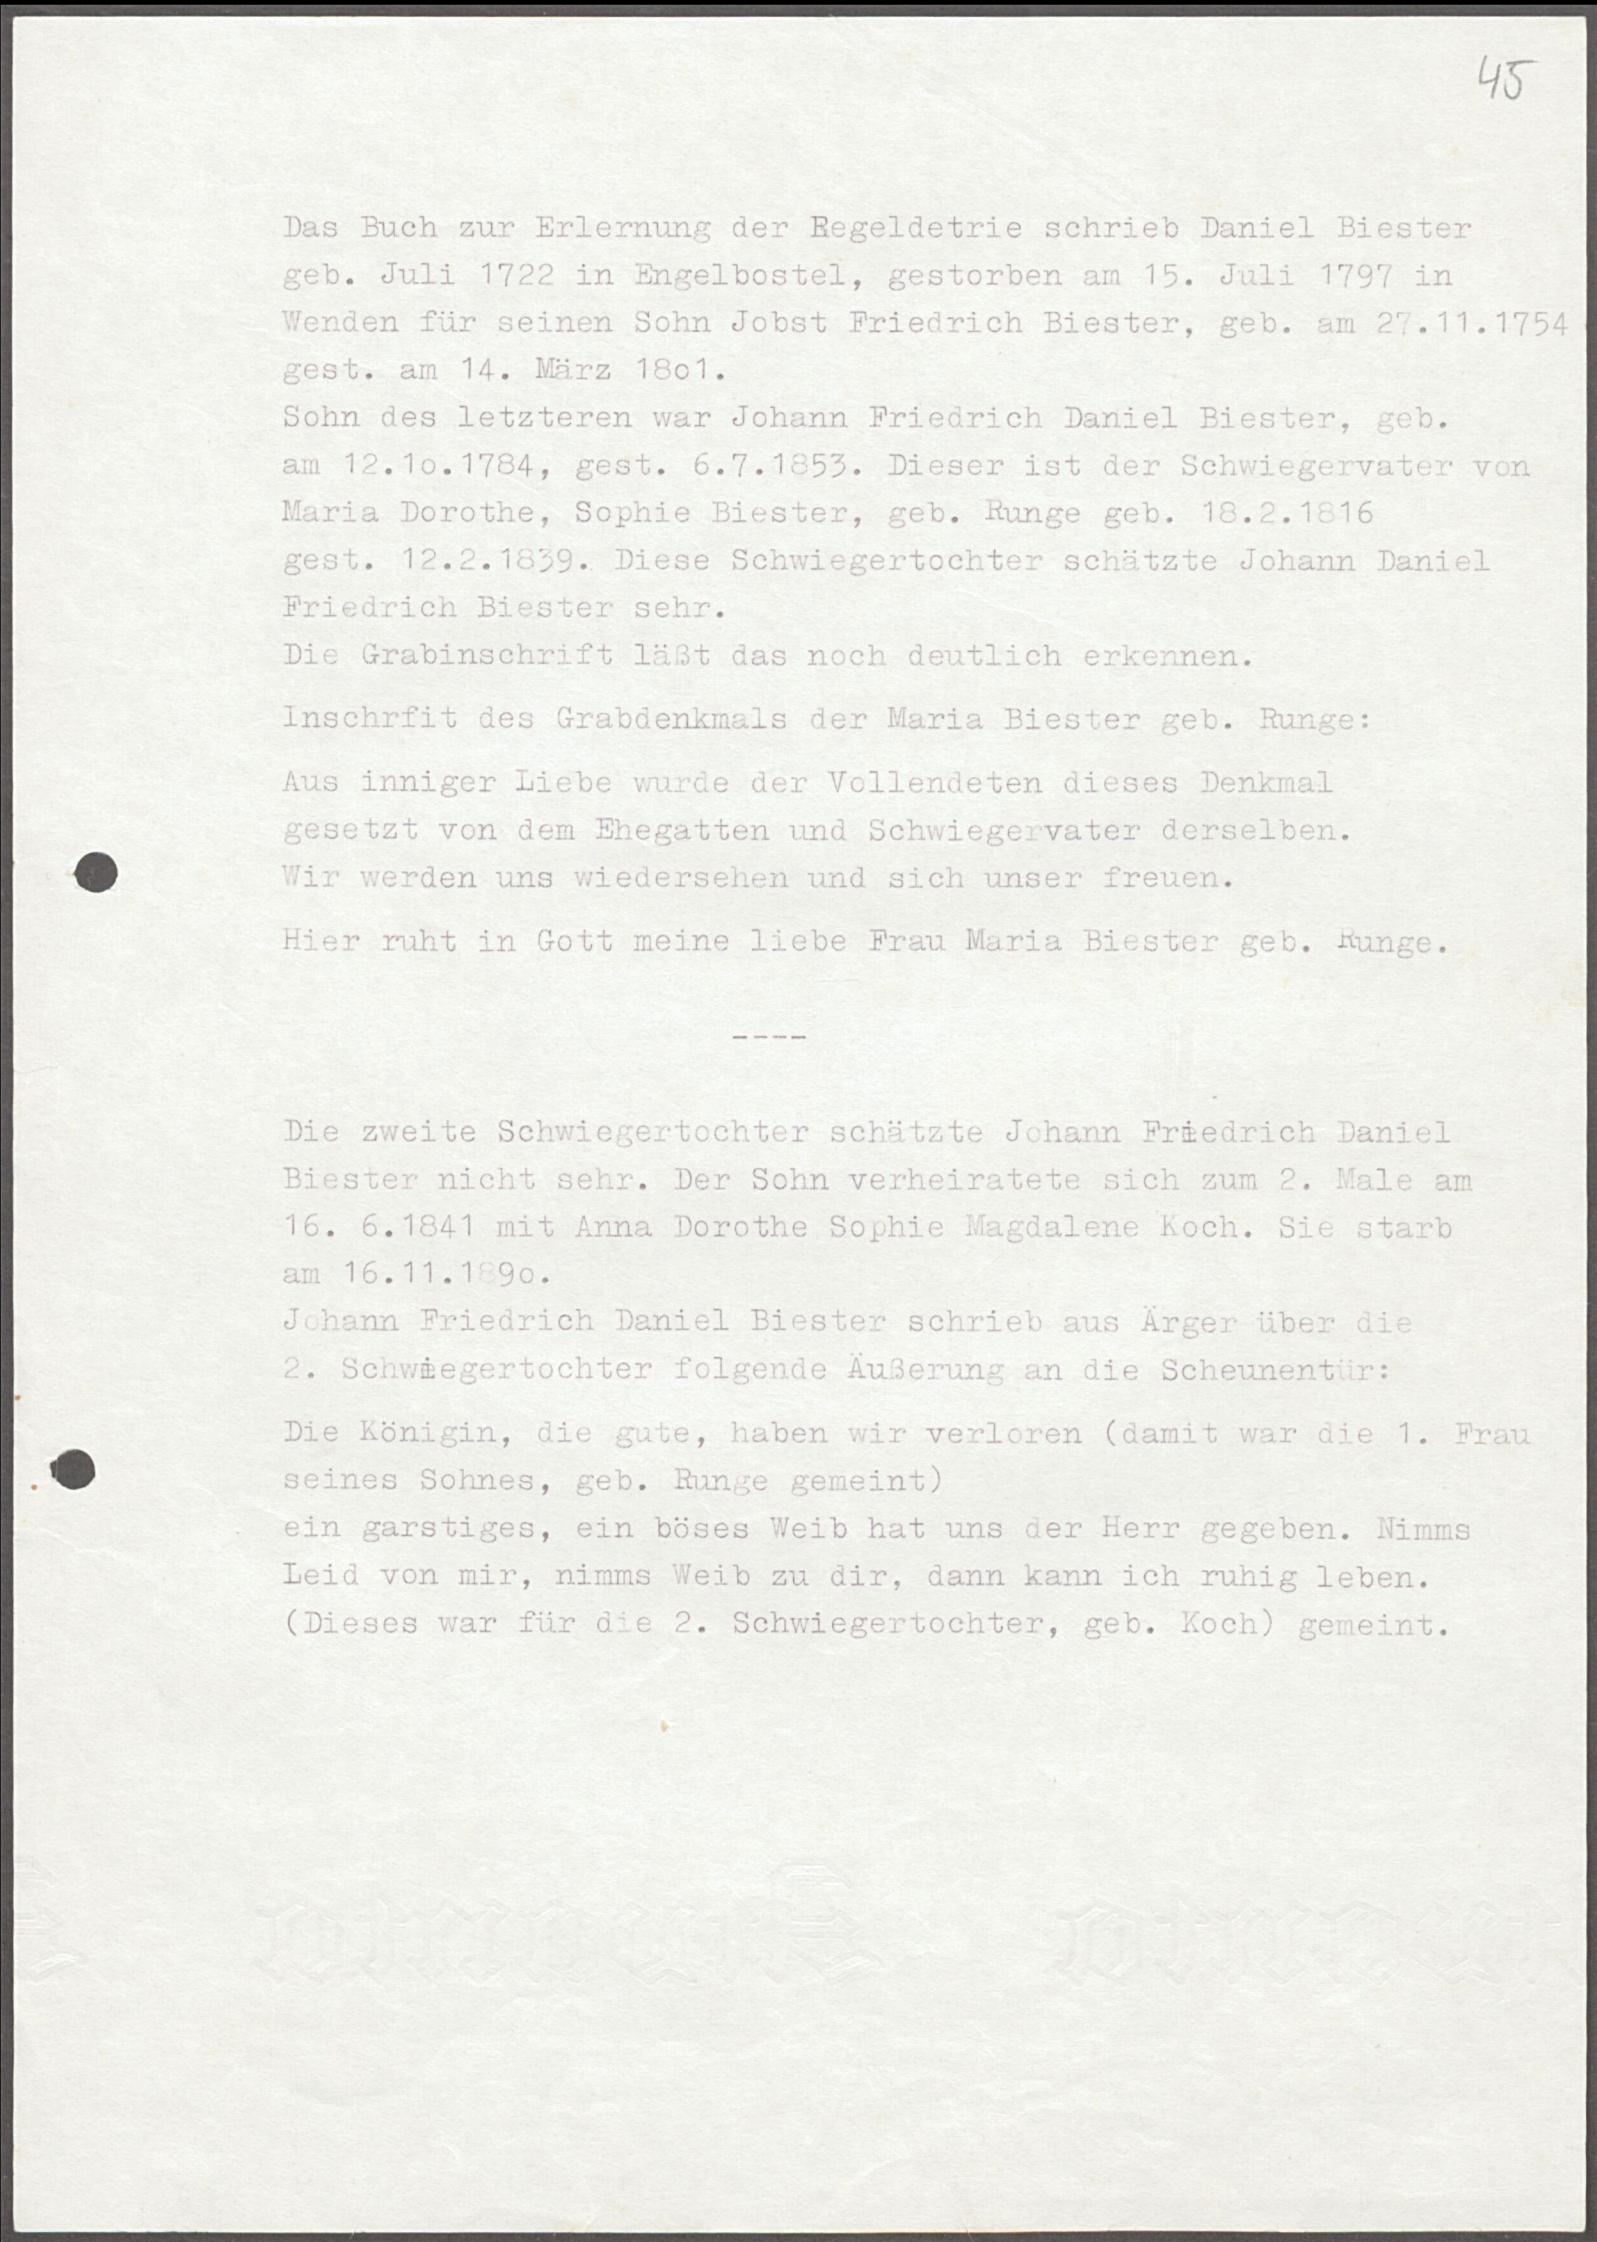 45
Das Buch zur Erlernung der Regeldetrie schrieb Daniel Biester
geb. Juli 1722 in Engelbostel, gestorben am 15. Juli 1797 in
Wenden für seinen Sohn Jobst Friedrich Biester, geb. am 27.11.1754
gest. am 14. März 18o1.
Sohn des letzteren war Johann Friedrich Daniel Biester, geb.
am 12.1o.1784, gest. 6.7.1853. Dieser ist der Schwiegervater von
Maria Dorothe, Sophie Biester, geb. Runge geb. 18.2.1816
gest. 12.2.1839. Diese Schwiegertochter schätzte Johann Daniel
Friedrich Biester sehr.
Die Grabinschrift läßt das noch deutlich erkennen.
Inschrfit des Grabdenkmals der Maria Biester geb. Runge:
Aus inniger Liebe wurde der Vollendeten dieses Denkmal
gesetzt von dem Ehegatten und Schwiegervater derselben.
Wir werden uns wiedersehen und sich unser freuen.
Hier ruht in Gott meine liebe Frau Maria Biester geb. Runge.
----
Die zweite Schwiegertochter schätzte Johann Friedrich Daniel
Biester nicht sehr. Der Sohn verheiratete sich zum 2. Male am
16. 6.1841 mit Anna Dorothe Sophie Magdalene Koch. Sie starb
am 16.11.189o.
Johann Friedrich Daniel Biester schrieb aus Ärger über die
2. Schwiegertochter folgende Äußerung an die Scheunentür:
Die Königin, die gute, haben wir verloren (damit war die 1. Frau
seines Sohnes, geb. Runge gemeint)
ein garstiges, ein böses Weib hat uns der Herr gegeben. Nimms
Leid von mir, nimms Weib zu dir, dann kann ich ruhig leben.
(Dieses war für die 2. Schwiegertochter, geb. Koch) gemeint.